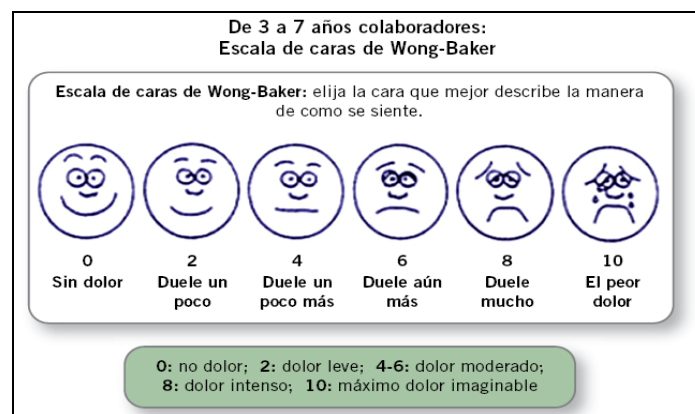 De 3 a 7 años colaboradores:
Escala de caras de Wong-Baker
Escala de caras de Wong-Baker: elija la cara que mejor describe la manera
de como se siente.
0 2 4 6 8 10
Sin dolor Duele un Duele un Duele aún Duele El peor
poco poco más más mucho dolor
0: no dolor; 2: dolor leve; 4-6: dolor moderado;
8: dolor intenso; 10: máximo dolor imaginable